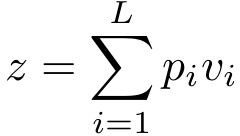 z = \sum_{i=1}^{L} p_i v_i